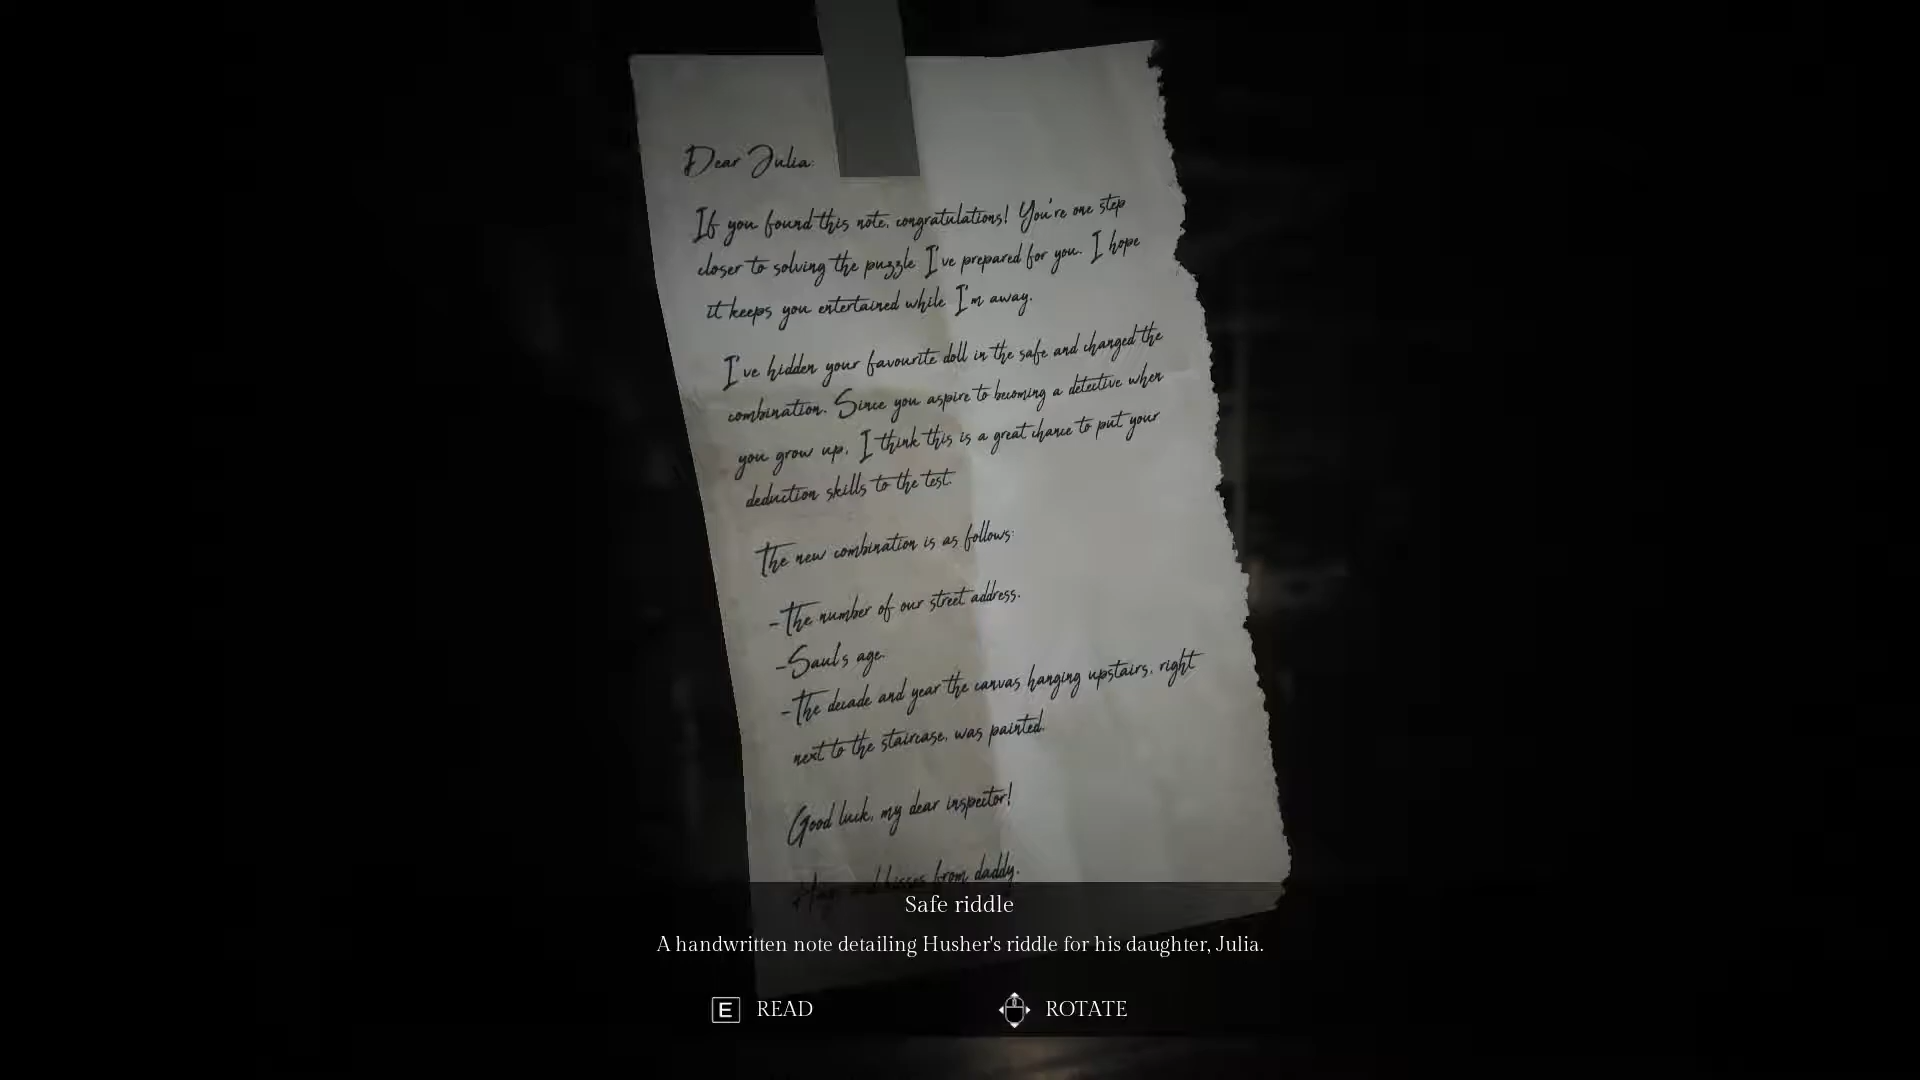 Dear Julia:
If you found this note, congratulations! You're one step
closer to solving the puzzle I've prepared for you. I hope
it keeps you entertained while I'm away.
I've hidden your favourite doll in the safe and changed the
combination. Since you aspire to becoming a detective when
you grow up, I think this is a great chance to put your
deduction skills to the test.
The new combination is as follows:
-The number of our street address.
-Saul's age.
-The decade and year the canvas hanging upstairs, right
next to the staircase, was painted.
Good luck, my dear inspector!
and kisses from daddy.
Safe riddle
A handwritten note detailing Husher's riddle for his daughter, Julia.
E READ
ROTATE